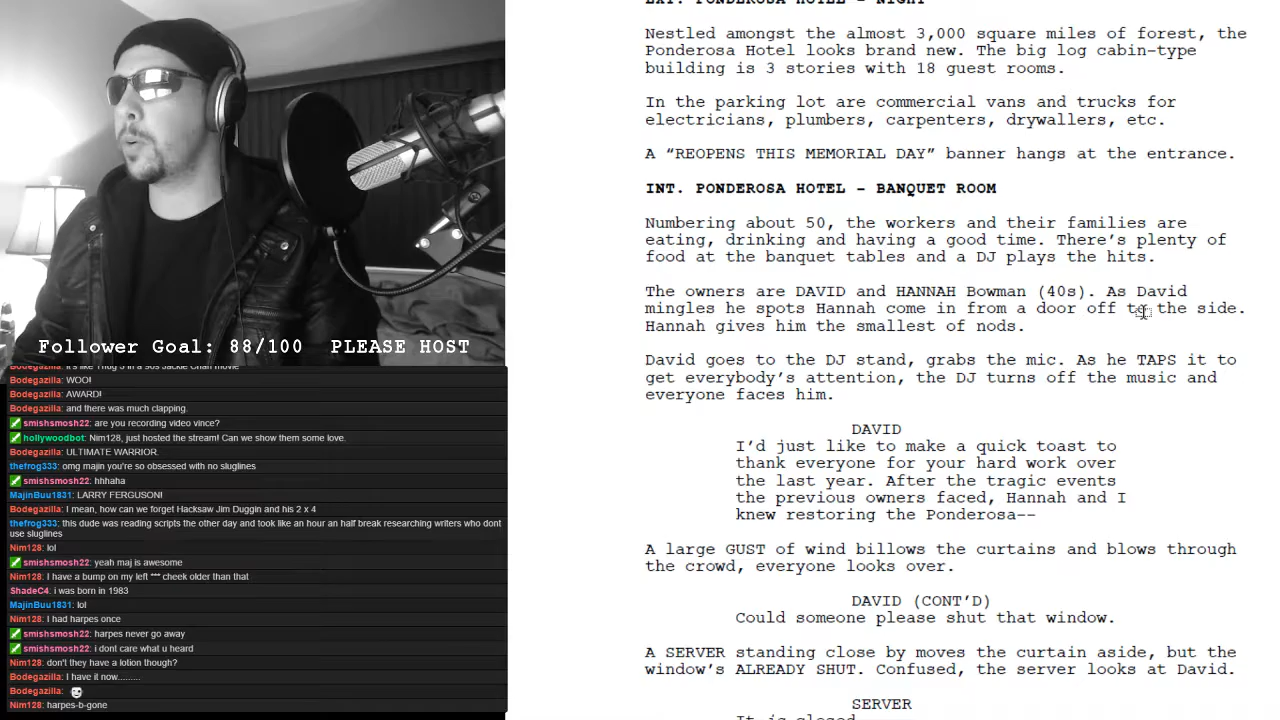 Follower Goal: 88/100 PLEASE HOST
Bodegazilla: it's like Thug 3 in a 90s Jackie Chan movie
Bodegazilla: WOO!
Bodegazilla: AWARD!
Bodegazilla: and there was much clapping.
smishsmosh22: are you recording video vince?
hollywoodbot: Nim128, just hosted the stream! Can we show them some love.
Bodegazilla: ULTIMATE WARRIOR.
thefrog333: omg majin you're so obsessed with no sluglines
smishsmosh22: hhhaha
MajinBuu1831: LARRY FERGUSON!
Bodegazilla: I mean, how can we forget Hacksaw Jim Duggin and his 2 x 4
thefrog333: this dude was reading scripts the other day and took like an hour an half break researching writers who dont
use sluglines
Nim128: lol
smishsmosh22: yeah maj is awesome
Nim128: I have a bump on my left *** cheek older than that
ShadeC4: i was born in 1983
MajinBuu1831: lol
Nim128: I had harpes once
smishsmosh22: harpes never go away
smishsmosh22: i dont care what u heard
Nim128: don't they have a lotion though?
Bodegazilla: I have it now.........
Bodegazilla:
Nim128: harpes-b-gone
EXT. PONDEROSA HOTEL - NIGHT
Nestled amongst the almost 3,000 square miles of forest, the
Ponderosa Hotel looks brand new. The big log cabin-type
building is 3 stories with 18 guest rooms.
In the parking lot are commercial vans and trucks for
electricians, plumbers, carpenters, drywallers, etc.
A “REOPENS THIS MEMORIAL DAY” banner hangs at the entrance.
INT. PONDEROSA HOTEL - BANQUET ROOM
Numbering about 50, the workers and their families are
eating, drinking and having a good time. There’s plenty of
food at the banquet tables and a DJ plays the hits.
The owners are DAVID and HANNAH Bowman (40s). As David
mingles he spots Hannah come in from a door off to the side.
Hannah gives him the smallest of nods.
David goes to the DJ stand, grabs the mic. As he TAPS it to
get everybody’s attention, the DJ turns off the music and
everyone faces him.
DAVID
I’d just like to make a quick toast to
thank everyone for your hard work over
the last year. After the tragic events
the previous owners faced, Hannah and I
knew restoring the Ponderosa--
A large GUST of wind billows the curtains and blows through
the crowd, everyone looks over.
DAVID (CONT’D)
Could someone please shut that window.
A SERVER standing close by moves the curtain aside, but the
window’s ALREADY SHUT. Confused, the server looks at David.
SERVER
It is closed